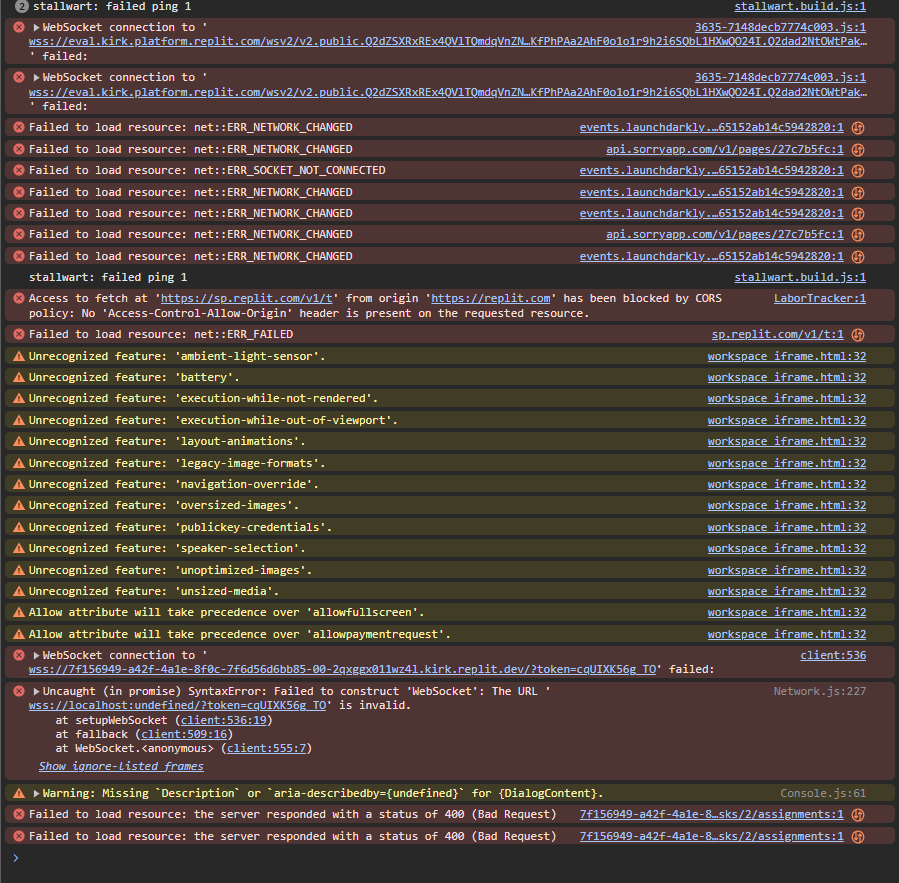 2 stallwart: failed ping 1 stallwart.build.js:1
WebSocket connection to ' 3635-7148decb7774c003.js:1
wss://eval.kirk.platform.replit.com/wsv2/v2.public.Q2dZSXRxREx4QVlTQmdqVnZN…KfPhPAa2AhF0o1o1r9h2i6SQbL1HXwQO24I.Q2dad2NtOWtPak…
' failed:
WebSocket connection to ' 3635-7148decb7774c003.js:1
wss://eval.kirk.platform.replit.com/wsv2/v2.public.Q2dZSXRxREx4QVlTQmdqVnZN…KfPhPAa2AhF0o1o1r9h2i6SQbL1HXwQO24I.Q2dad2NtOWtPak…
' failed:
Failed to load resource: net::ERR_NETWORK_CHANGED events.launchdarkly.…65152ab14c5942820:1
Failed to load resource: net::ERR_NETWORK_CHANGED api.sorryapp.com/v1/pages/27c7b5fc:1
Failed to load resource: net::ERR_SOCKET_NOT_CONNECTED events.launchdarkly.…65152ab14c5942820:1
Failed to load resource: net::ERR_NETWORK_CHANGED events.launchdarkly.…65152ab14c5942820:1
Failed to load resource: net::ERR_NETWORK_CHANGED events.launchdarkly.…65152ab14c5942820:1
Failed to load resource: net::ERR_NETWORK_CHANGED api.sorryapp.com/v1/pages/27c7b5fc:1
Failed to load resource: net::ERR_NETWORK_CHANGED events.launchdarkly.…65152ab14c5942820:1
stallwart: failed ping 1 stallwart.build.js:1
Access to fetch at 'https://sp.replit.com/v1/t' from origin 'https://replit.com' has been blocked by CORS LaborTracker:1
policy: No 'Access-Control-Allow-Origin' header is present on the requested resource.
Failed to load resource: net::ERR_FAILED sp.replit.com/v1/t:1
Unrecognized feature: 'ambient-light-sensor'. workspace_iframe.html:32
Unrecognized feature: 'battery'. workspace_iframe.html:32
Unrecognized feature: 'execution-while-not-rendered'. workspace_iframe.html:32
Unrecognized feature: 'execution-while-out-of-viewport'. workspace_iframe.html:32
Unrecognized feature: 'layout-animations'. workspace_iframe.html:32
Unrecognized feature: 'legacy-image-formats'. workspace_iframe.html:32
Unrecognized feature: 'navigation-override'. workspace_iframe.html:32
Unrecognized feature: 'oversized-images'. workspace_iframe.html:32
Unrecognized feature: 'publickey-credentials'. workspace_iframe.html:32
Unrecognized feature: 'speaker-selection'. workspace_iframe.html:32
Unrecognized feature: 'unoptimized-images'. workspace_iframe.html:32
Unrecognized feature: 'unsized-media'. workspace_iframe.html:32
Allow attribute will take precedence over 'allowfullscreen'. workspace_iframe.html:32
Allow attribute will take precedence over 'allowpaymentrequest'. workspace_iframe.html:32
WebSocket connection to ' client:536
wss://7f156949-a42f-4a1e-8f0c-7f6d56d6bb85-00-2qxggx011wz4l.kirk.replit.dev/?token=cqUIXK56g_TO' failed:
Uncaught (in promise) SyntaxError: Failed to construct 'WebSocket': The URL ' Network.js:227
wss://localhost:undefined/?token=cqUIXK56g_TO' is invalid.
at setupWebSocket (client:536:19)
at fallback (client:509:16)
at WebSocket.<anonymous> (client:555:7)
Show ignore-listed frames
Warning: Missing `Description` or `aria-describedby={undefined}` for {DialogContent}. Console.js:61
Failed to load resource: the server responded with a status of 400 (Bad Request) 7f156949-a42f-4a1e-8…sks/2/assignments:1
Failed to load resource: the server responded with a status of 400 (Bad Request) 7f156949-a42f-4a1e-8…sks/2/assignments:1